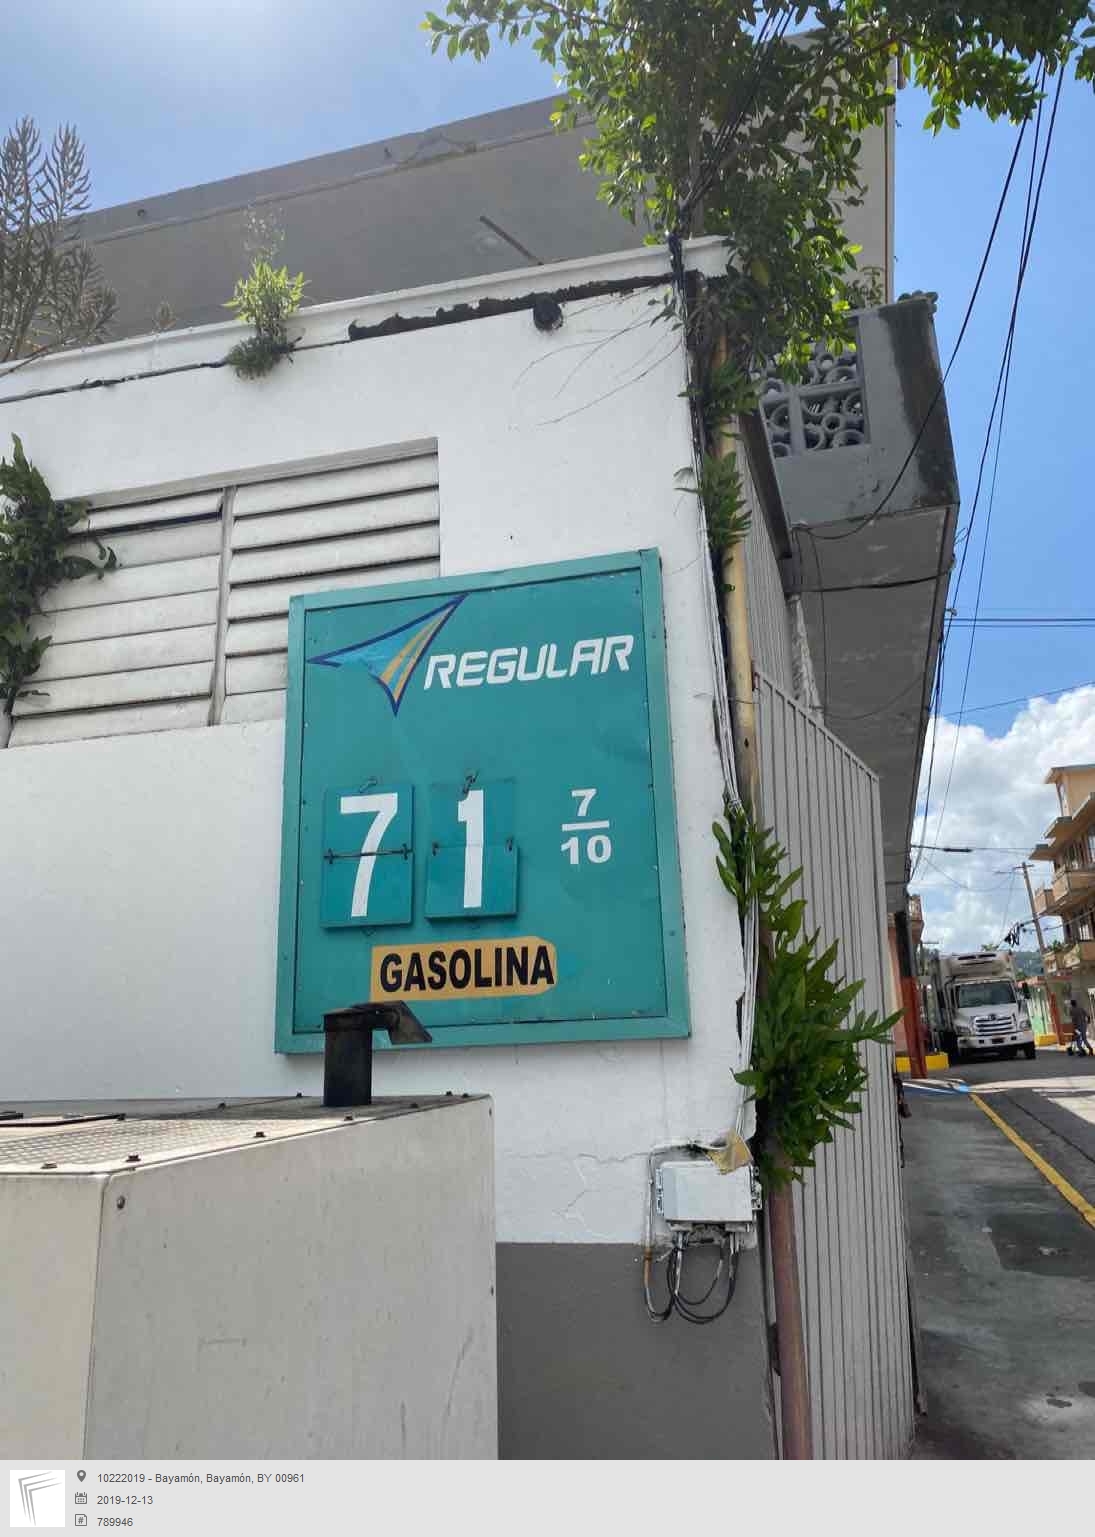 REGULAR
71 7/10
GASOLINA
10222019 - Bayamón, Bayamón, BY 00961
2019-12-13
789946